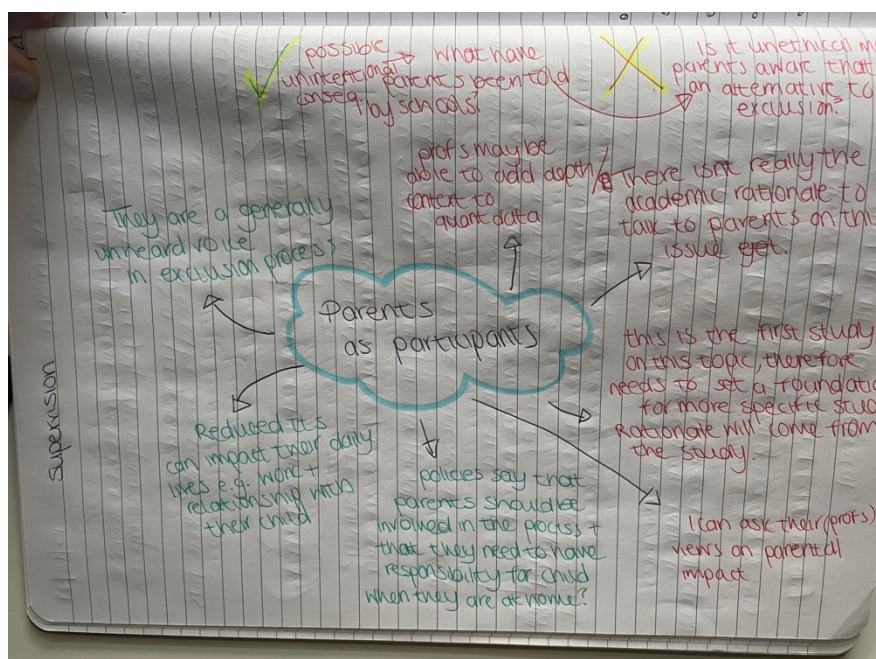 possible
unintentional
conseq.
what have
parents been told
by schools?
Is it unethical
parents aware that
an alternative to
exclusion?
profs may be
able to add depth/
context to
quant data
There isnt really the
academic rationale to
talk to parents on
issue yet.
They are a generally
unheard voice
in exclusion process
Parents
as participants
this is the first study
on this topic, therefore
needs to set a
for more specific
Rationale will come from
the study.
Reduced TTs
can impact their daily
lives e.g. work +
relationship with
their child
policies say that
parents should be
involved in the process +
that they need to have
responsibility for child
when they are at home?
I can ask their (profs)
views on parental
impact
supervision